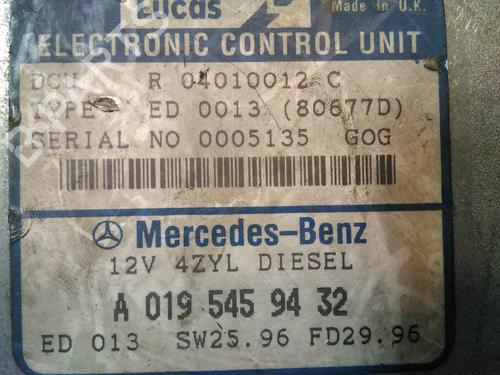 Lucas
Made in U.K.
ELECTRONIC CONTROL UNIT
DCU R 04010012 C
TYPE ED 0013 (80677D)
SERIAL NO 0005135 GOG
Mercedes-Benz
12V 4ZYL DIESEL
A 019 545 94 32
ED 013 SW25.96 FD29.96